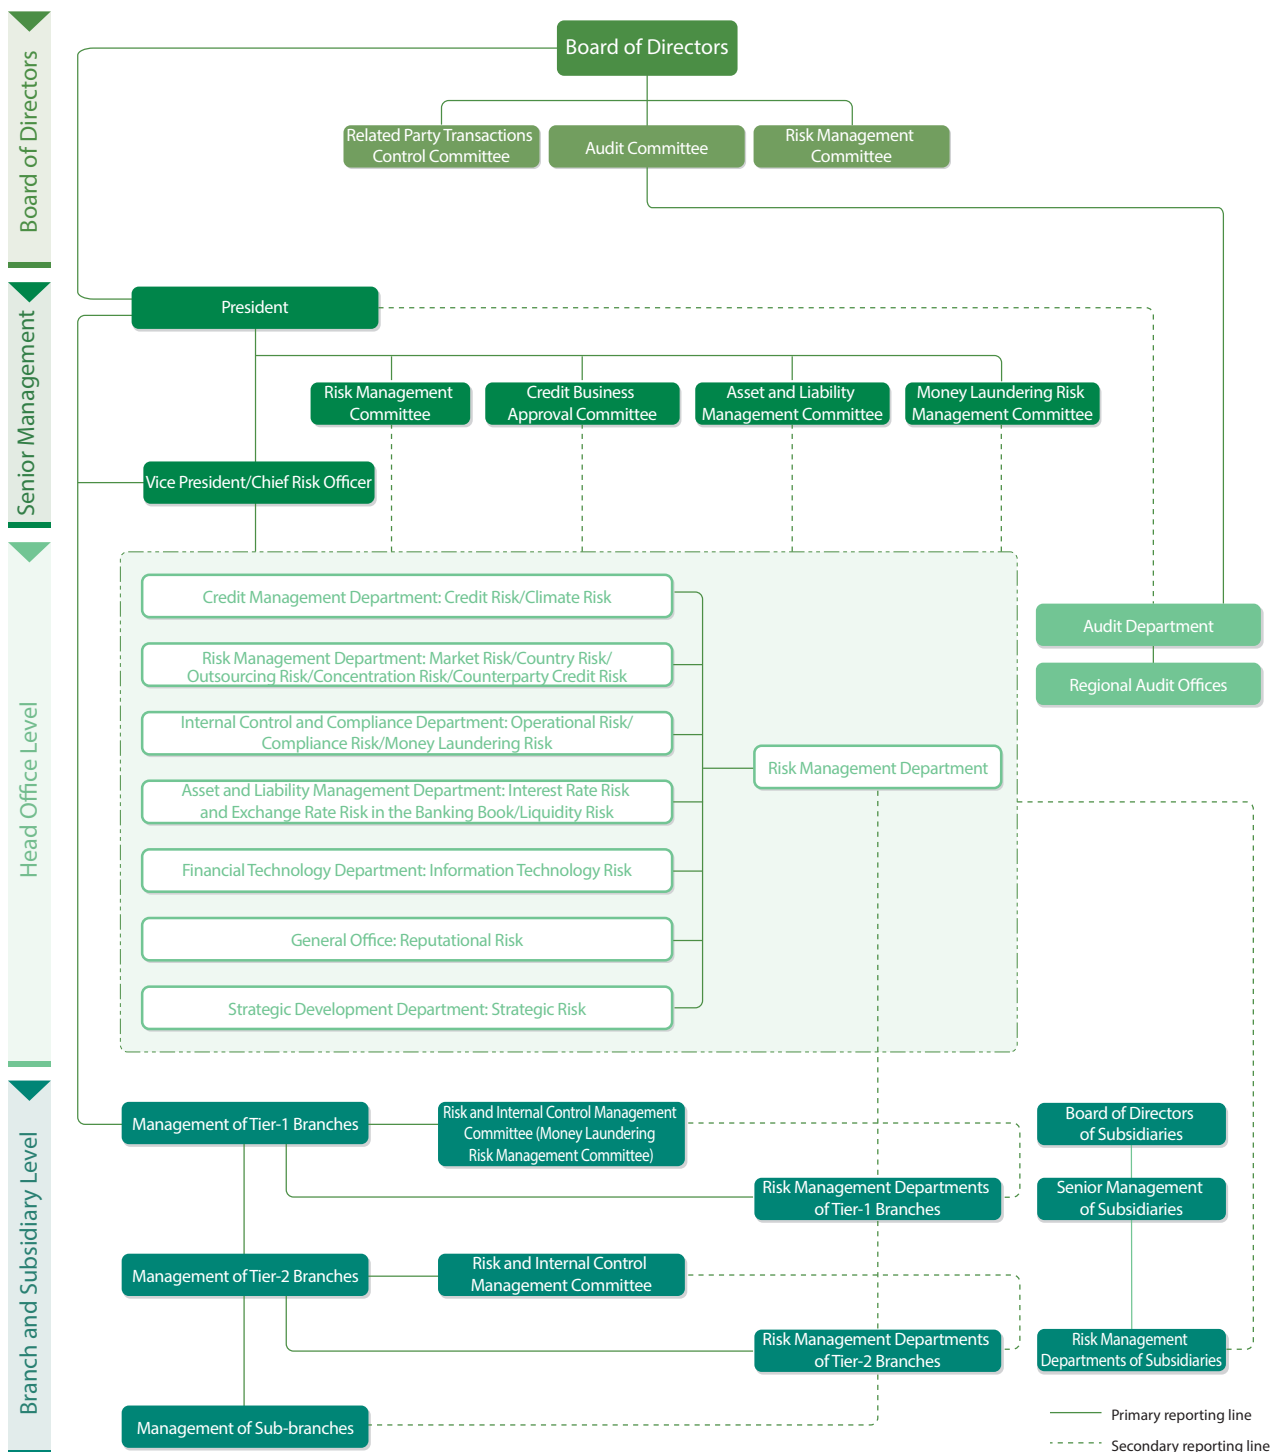 Board of Directors
Board of Directors
Related Party Transactions
Control Committee
Audit Committee
Risk Management
Committee
Senior Management
President
Risk Management
Committee
Credit Business
Approval Committee
Asset and Liability
Management Committee
Money Laundering Risk
Management Committee
Vice President/Chief Risk Officer
Head Office Level
Credit Management Department: Credit Risk/Climate Risk
Risk Management Department: Market Risk/Country Risk/
Outsourcing Risk/Concentration Risk/Counterparty Credit Risk
Internal Control and Compliance Department: Operational Risk/
Compliance Risk/Money Laundering Risk
Asset and Liability Management Department: Interest Rate Risk
and Exchange Rate Risk in the Banking Book/Liquidity Risk
Financial Technology Department: Information Technology Risk
General Office: Reputational Risk
Strategic Development Department: Strategic Risk
Risk Management Department
Audit Department
Regional Audit Offices
Branch and Subsidiary Level
Management of Tier-1 Branches
Risk and Internal Control Management
Committee (Money Laundering
Risk Management Committee)
Risk Management Departments
of Tier-1 Branches
Board of Directors
of Subsidiaries
Senior Management
of Subsidiaries
Management of Tier-2 Branches
Risk and Internal Control
Management Committee
Risk Management Departments
of Tier-2 Branches
Risk Management
Departments of Subsidiaries
Management of Sub-branches
Primary reporting line
Secondary reporting line